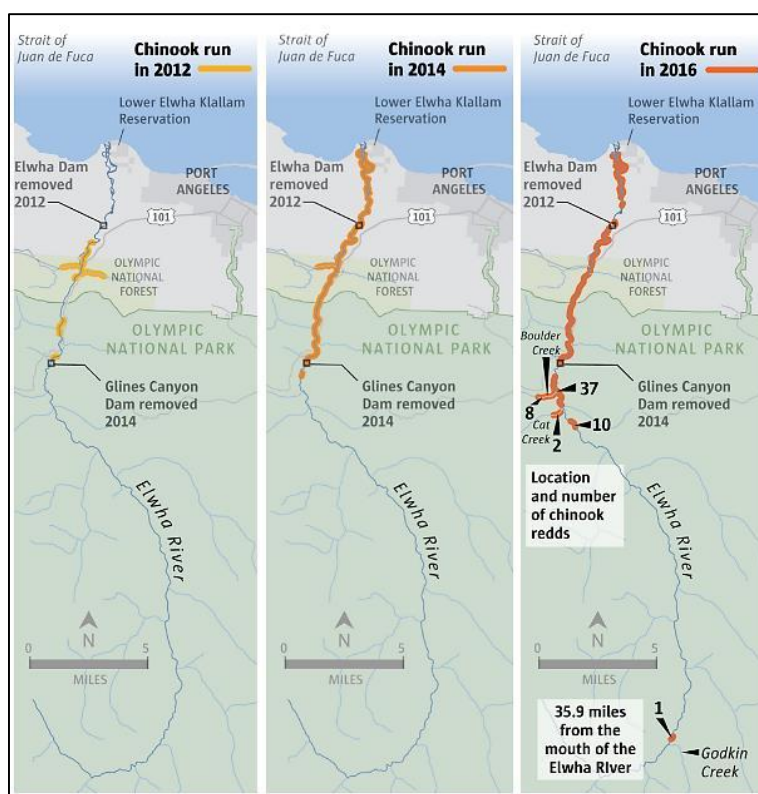 Strait of
Juan de Fuca
Chinook run
in 2012
Lower Elwha Klallam
Reservation
Elwha Dam
removed
2012
PORT
ANGELES
101
OLYMPIC
NATIONAL
FOREST
OLYMPIC
NATIONAL PARK
Glines Canyon
Dam removed
2014
Elwha River
N
0
5
MILES
Strait of
Juan de Fuca
Chinook run
in 2014
Lower Elwha Klallam
Reservation
Elwha Dam
removed
2012
PORT
ANGELES
101
OLYMPIC
NATIONAL
FOREST
OLYMPIC
NATIONAL PARK
Glines Canyon
Dam removed
2014
Elwha River
N
0
5
MILES
Strait of
Juan de Fuca
Chinook run
in 2016
Lower Elwha Klallam
Reservation
Elwha Dam
removed
2012
PORT
ANGELES
101
OLYMPIC
NATIONAL
FOREST
OLYMPIC
NATIONAL PARK
Boulder
Creek
Glines Canyon
Dam removed
2014
37
8
Cat
Creek
2
10
Location
and number
of chinook
redds
Elwha River
N
0
5
MILES
35.9 miles
from the
mouth of the
Elwha RIver
1
Godkin
Creek